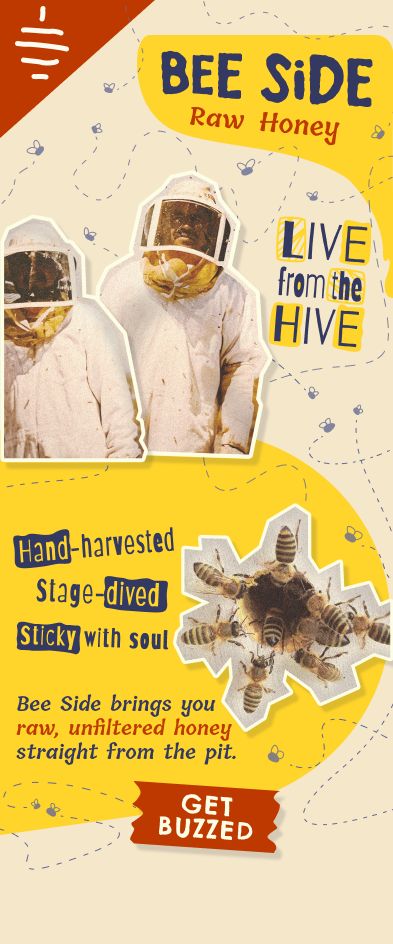 BEE SiDE
Raw Honey
LIVE
from the
HIVE
Hand-harvested
Stage-dived
Sticky with soul
Bee Side brings you
raw, unfiltered honey
straight from the pit.
GET
BUZZED